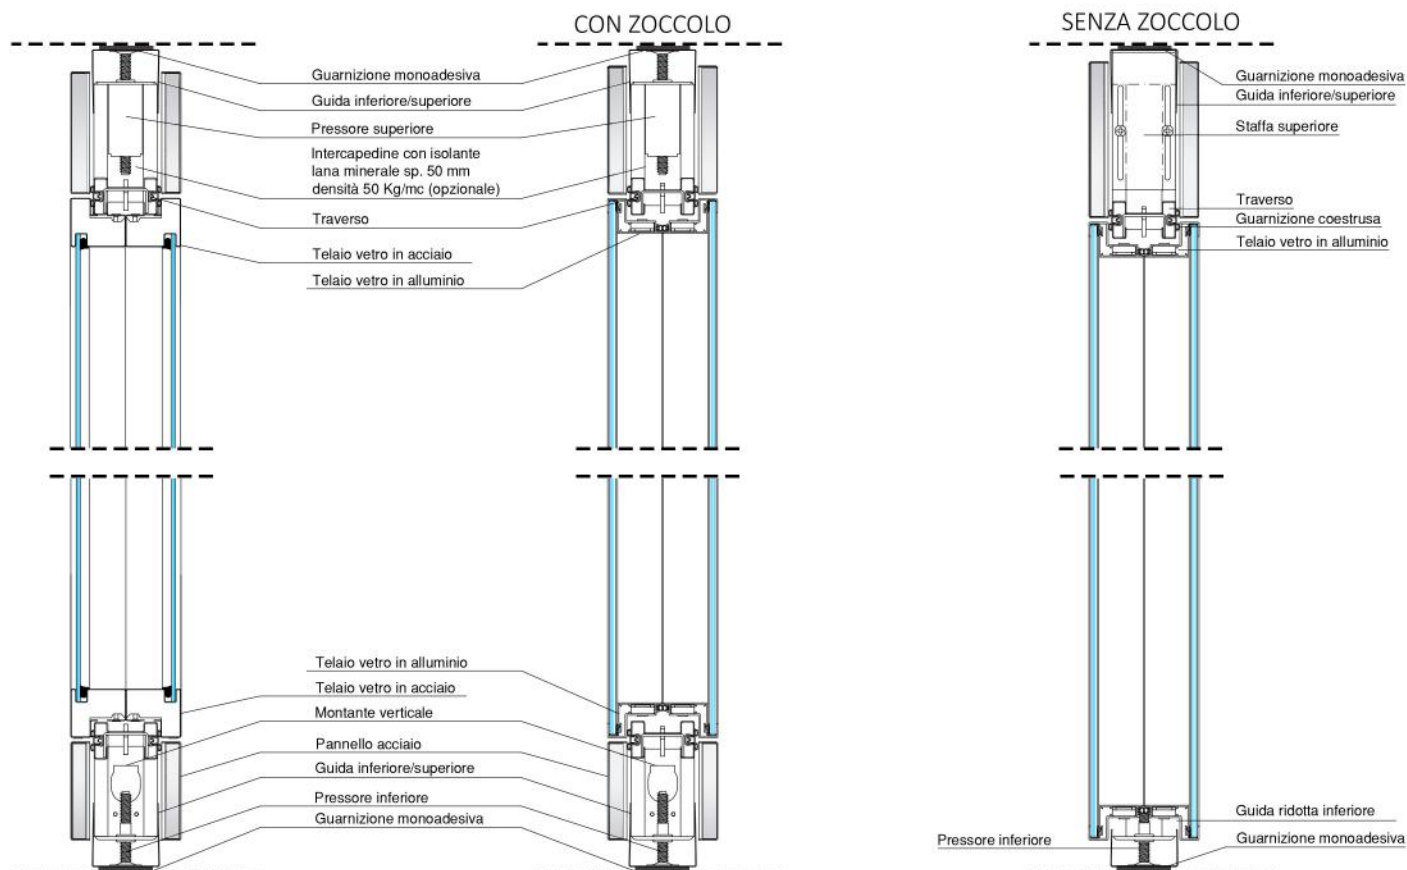 CON ZOCCOLO
SENZA ZOCCOLO
Guarnizione monoadesiva
Guida inferiore/superiore
Pressore superiore
Intercapedine con isolante
lana minerale sp. 50 mm
densità 50 Kg/mc (opzionale)
Traverso
Telaio vetro in acciaio
Telaio vetro in alluminio
Telaio vetro in alluminio
Telaio vetro in acciaio
Montante verticale
Pannello acciaio
Guida inferiore/superiore
Pressore inferiore
Guarnizione monoadesiva
Guarnizione monoadesiva
Guida inferiore/superiore
Staffa superiore
Traverso
Guarnizione coestrusa
Telaio vetro in alluminio
Guida ridotta inferiore
Pressore inferiore
Guarnizione monoadesiva